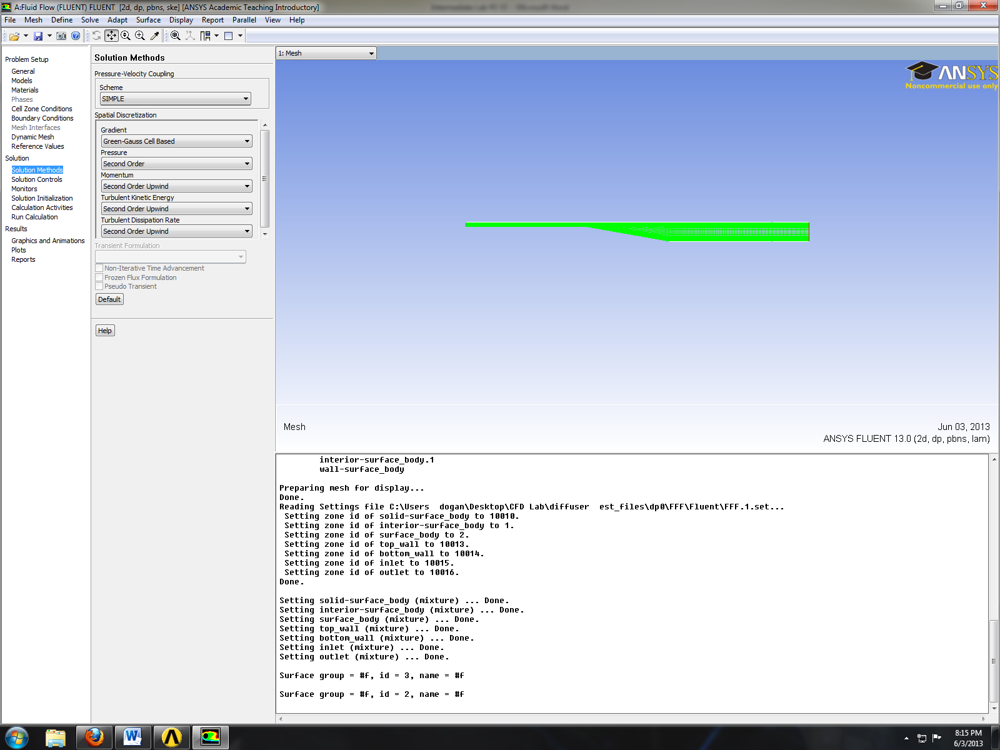 A:Fluid Flow (FLUENT) FLUENT [2d, dp, pbns, ske] [ANSYS Academic Teaching Introductory]
File Mesh Define Solve Adapt Surface Display Report Parallel View Help
Problem Setup
General
Models
Materials
Phases
Cell Zone Conditions
Boundary Conditions
Mesh Interfaces
Dynamic Mesh
Reference Values
Solution
Solution Methods
Solution Controls
Monitors
Solution Initialization
Calculation Activities
Run Calculation
Results
Graphics and Animations
Plots
Reports
Solution Methods
Pressure-Velocity Coupling
Scheme
SIMPLE
Spatial Discretization
Gradient
Green-Gauss Cell Based
Pressure
Second Order
Momentum
Second Order Upwind
Turbulent Kinetic Energy
Second Order Upwind
Turbulent Dissipation Rate
Second Order Upwind
Transient Formulation
Non-Iterative Time Advancement
Frozen Flux Formulation
Pseudo Transient
Default
Help
1: Mesh
ANSYS
Noncommercial use only
Mesh
Jun 03, 2013
ANSYS FLUENT 13.0 (2d, dp, pbns, lam)
interior-surface_body.1
wall-surface_body
Preparing mesh for display...
Done.
Reading Settings file C:\Users  dogan\Desktop\CFD Lab\diffuser  est_files\dp0\FFF\Fluent\FFF.1.set...
Setting zone id of solid-surface_body to 10010.
Setting zone id of interior-surface_body to 1.
Setting zone id of surface_body to 2.
Setting zone id of top_wall to 10013.
Setting zone id of bottom_wall to 10014.
Setting zone id of inlet to 10015.
Setting zone id of outlet to 10016.
Done.
Setting solid-surface_body (mixture) ... Done.
Setting interior-surface_body (mixture) ... Done.
Setting surface_body (mixture) ... Done.
Setting top_wall (mixture) ... Done.
Setting bottom_wall (mixture) ... Done.
Setting inlet (mixture) ... Done.
Setting outlet (mixture) ... Done.
Surface group = #f, id = 3, name = #f
Surface group = #f, id = 2, name = #f
8:15 PM
6/3/2013